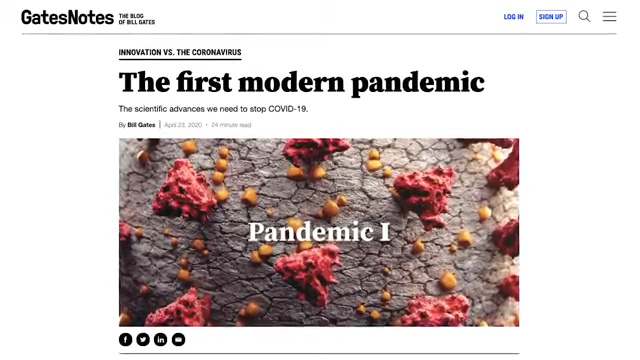 GatesNotes THE BLOG
OF BILL GATES LOG IN SIGN UP
INNOVATION VS. THE CORONAVIRUS
The first modern pandemic
The scientific advances we need to stop COVID-19.
By Bill Gates | April 23, 2020 • 24 minute read
Pandemic I